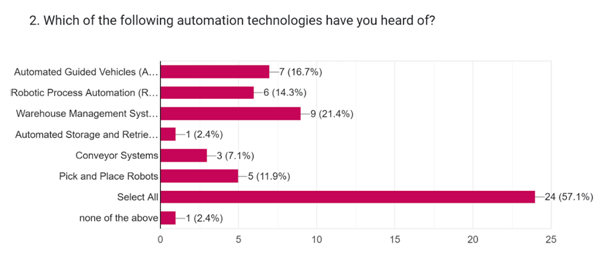 2. Which of the following automation technologies have you heard of?
Automated Guided Vehicles (A... 7 (16.7%)
Robotic Process Automation (R... 6 (14.3%)
Warehouse Management Syst... 9 (21.4%)
Automated Storage and Retrie... 1 (2.4%)
Conveyor Systems 3 (7.1%)
Pick and Place Robots 5 (11.9%)
Select All 24 (57.1%)
none of the above 1 (2.4%)
0 5 10 15 20 25